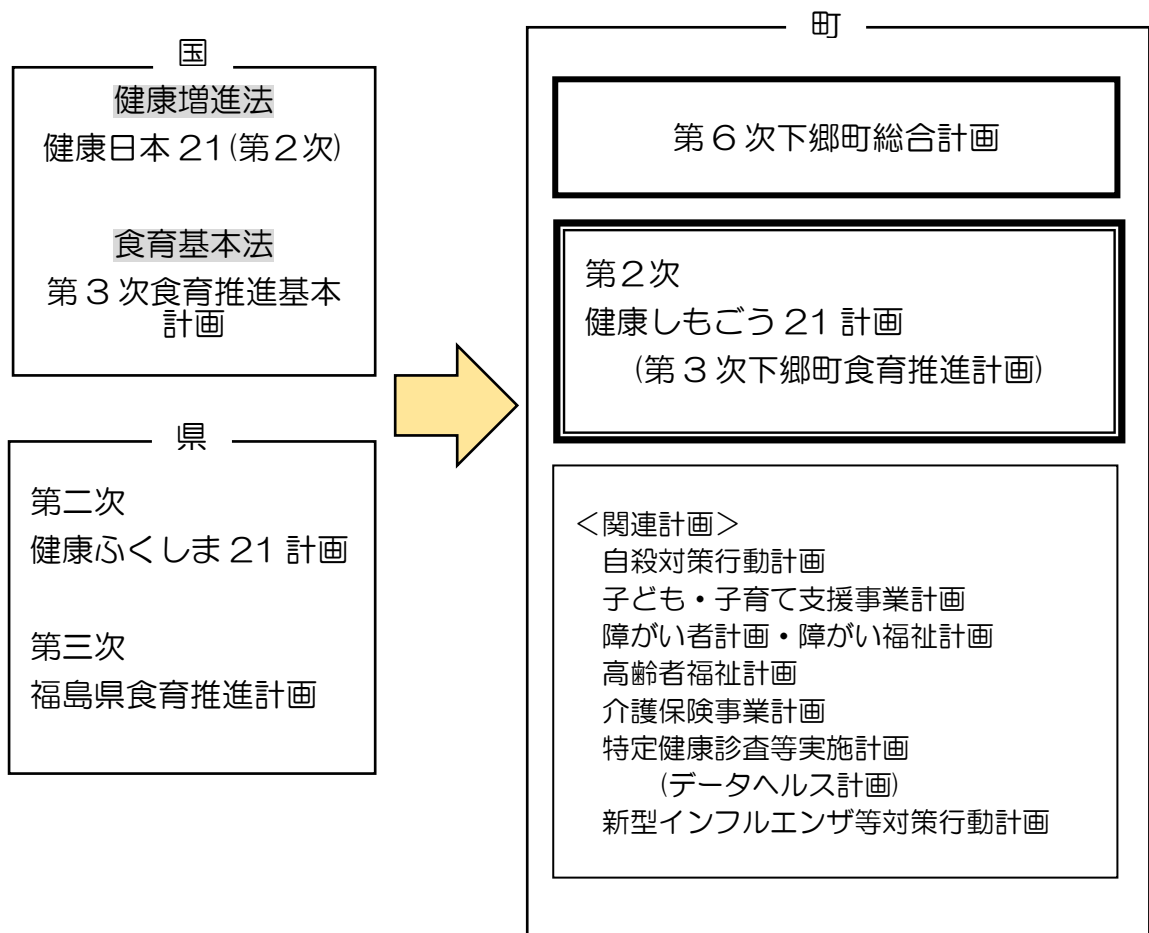 国
健康増進法
健康日本21(第2次)
食育基本法
第3次食育推進基本
計画
県
第二次
健康ふくしま21計画
第三次
福島県食育推進計画
町
第6次下郷町総合計画
第2次
健康しもごう21計画
(第3次下郷町食育推進計画)
<関連計画>
自殺対策行動計画
子ども・子育て支援事業計画
障がい者計画・障がい福祉計画
高齢者福祉計画
介護保険事業計画
特定健康診査等実施計画
(データヘルス計画)
新型インフルエンザ等対策行動計画